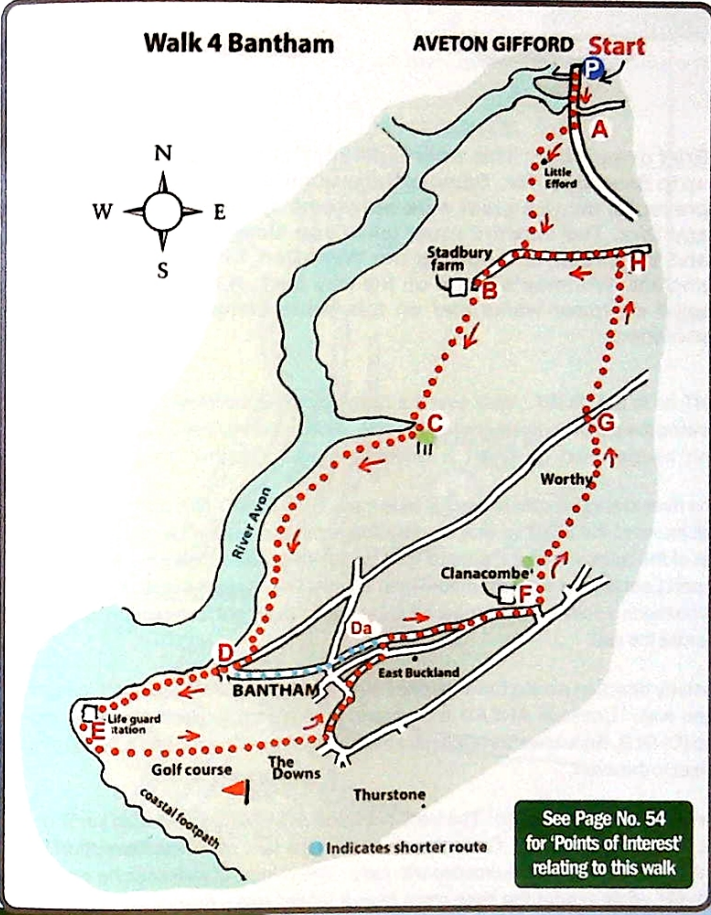 Walk 4 Bantham
AVETON GIFFORD
Start
P
A
N
W
E
S
Little
Efford
Stadbury
farm
B
H
C
G
River Avon
Worthy
Clanacombe
F
Da
D
BANTHAM
East Buckland
Life guard
station
E
Golf course
The
Downs
coastal footpath
Thurstone
Indicates shorter route
See Page No. 54
for 'Points of Interest'
relating to this walk